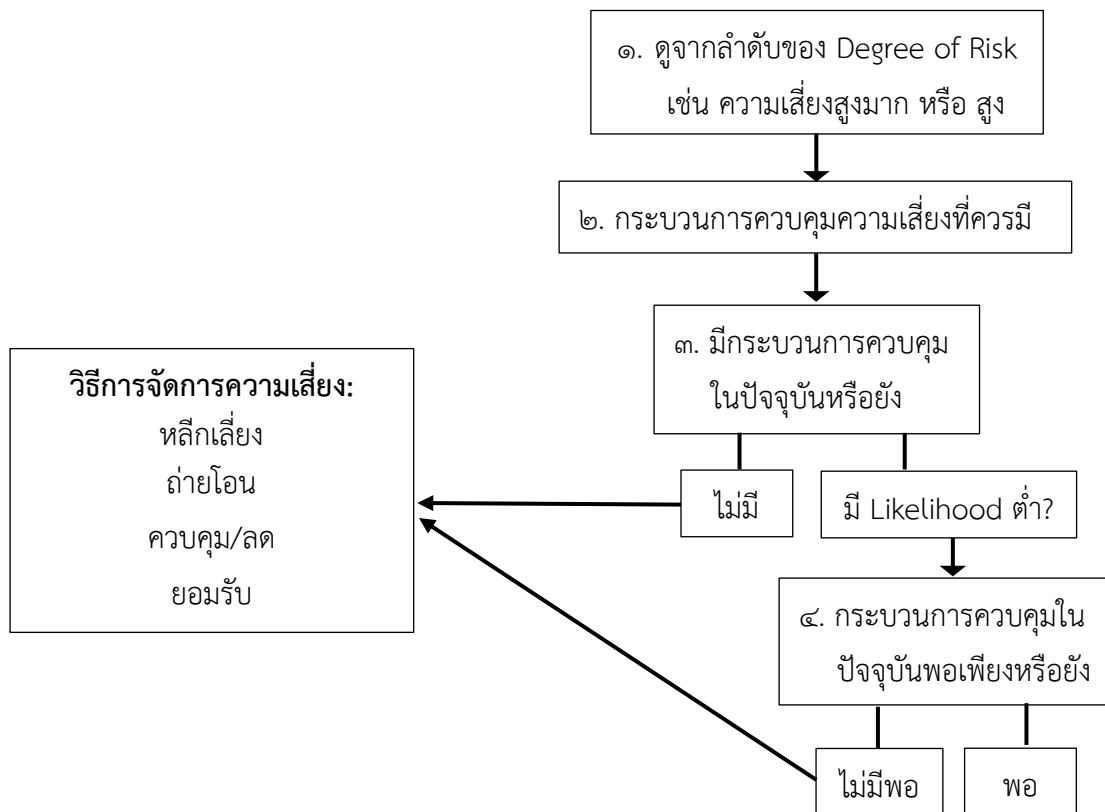 ๑. ดูจากลำดับของ Degree of Risk
เช่น ความเสี่ยงสูงมาก หรือ สูง
๒. กระบวนการควบคุมความเสี่ยงที่ควรมี
๓. มีกระบวนการควบคุม
ในปัจจุบันหรือยัง
วิธีการจัดการความเสี่ยง:
หลีกเลี่ยง
ถ่ายโอน
ควบคุม/ลด
ยอมรับ
ไม่มี
มี Likelihood ต่ำ?
๔. กระบวนการควบคุมใน
ปัจจุบันพอเพียงหรือยัง
ไม่มีพอ
พอ